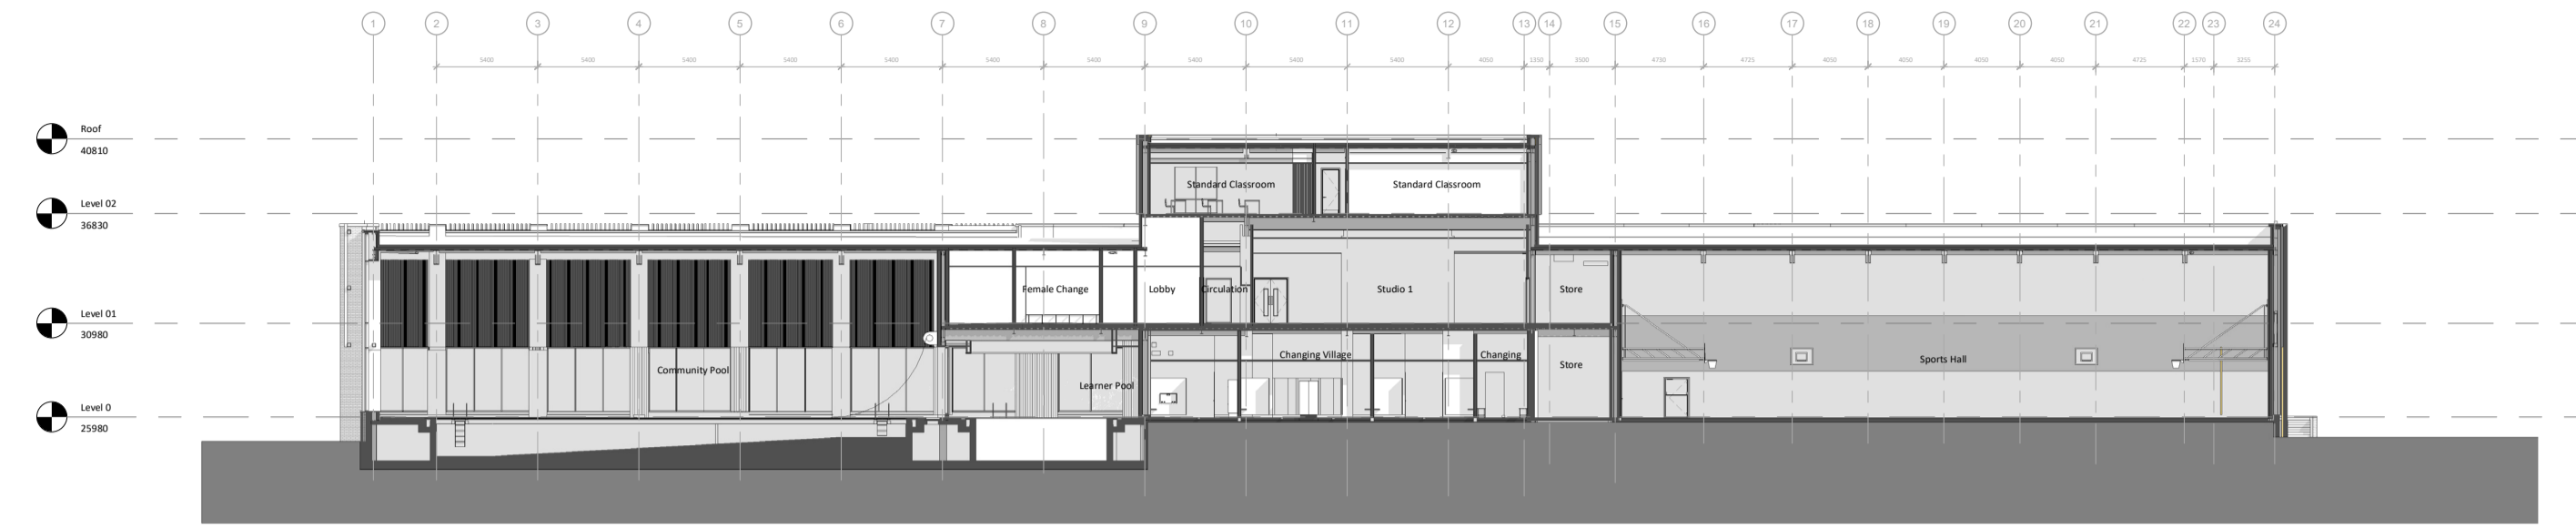 1 2 3 4 5 6 7 8 9 10 11 12 13 14 15 16 17 18 19 20 21 22 23 24
5400 5400 5400 5400 5400 5400 5400 5400 5400 5400 4050 1350 3500 4730 4725 4050 4050 4050 4050 4725 1570 3255
Roof
40810
Standard Classroom Standard Classroom
Level 02
36830
Female Change Lobby Circulation Studio 1 Store
Level 01
30980
Changing Village Changing
Sports Hall
Store
Community Pool
Learner Pool
Level 0
25980